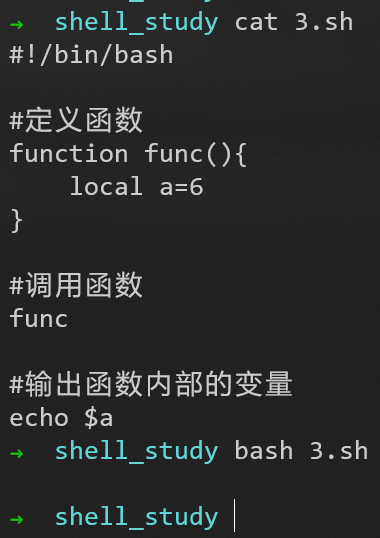 ➜  shell_study cat 3.sh
#!/bin/bash
#定义函数
function func(){
    local a=6
}
#调用函数
func
#输出函数内部的变量
echo $a
➜  shell_study bash 3.sh
➜  shell_study